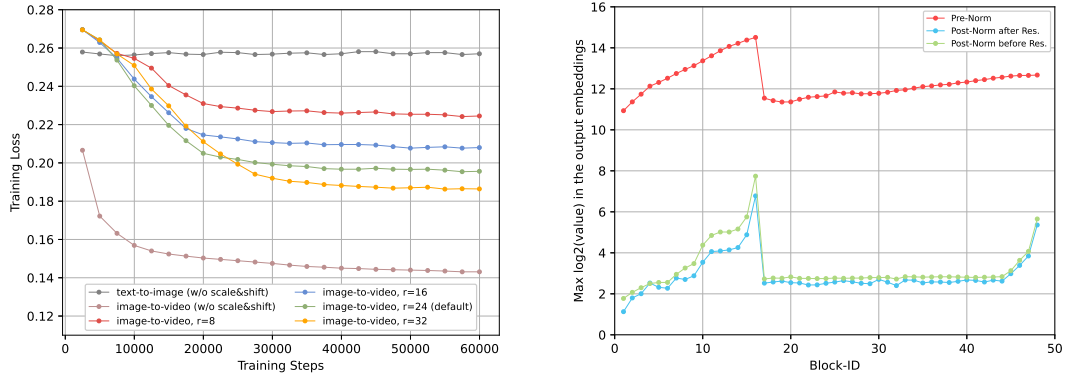 0.28
0.26
0.24
0.22
0.20
0.18
0.16
0.14
0.12
Training Loss
0
10000
20000
30000
40000
50000
60000
Training Steps
text-to-image (w/o scale&shift)
image-to-video (w/o scale&shift)
image-to-video, r=8
image-to-video, r=16
image-to-video, r=24 (default)
image-to-video, r=32
16
14
12
10
8
6
4
2
0
Max log2(value) in the output embeddings
0
10
20
30
40
50
Block-ID
Pre-Norm
Post-Norm after Res.
Post-Norm before Res.